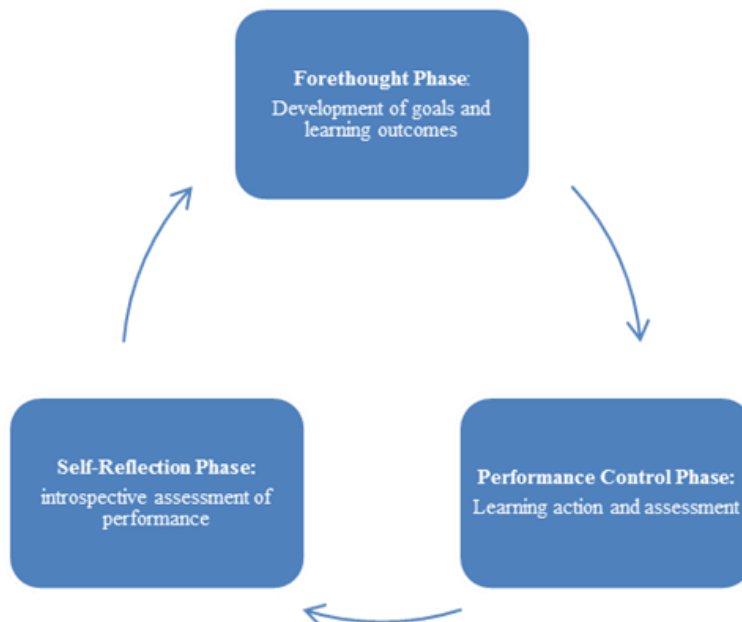 Forethought Phase:
Development of goals and
learning outcomes
Self-Reflection Phase:
introspective assessment of
performance
Performance Control Phase:
Learning action and assessment